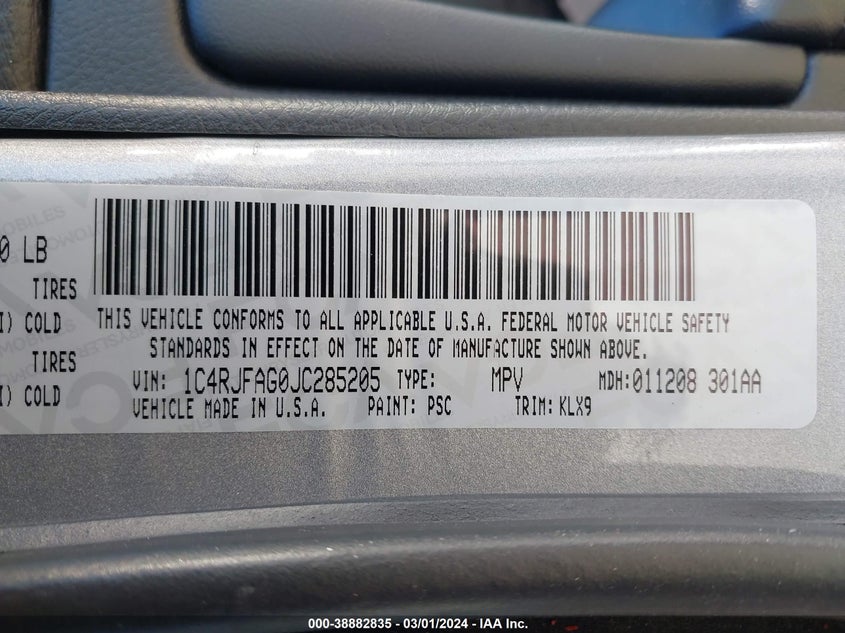 0 LB
TIRES
I) COLD
TIRES
I) COLD
THIS VEHICLE CONFORMS TO ALL APPLICABLE U.S.A. FEDERAL MOTOR VEHICLE SAFETY
STANDARDS IN EFFECT ON THE DATE OF MANUFACTURE SHOWN ABOVE.
VIN: 1C4RJFAG0JC285205 TYPE: MPV MDH:011208 301AA
VEHICLE MADE IN U.S.A. PAINT: PSC TRIM: KLX9
000-38882835 - 03/01/2024 - IAA Inc.